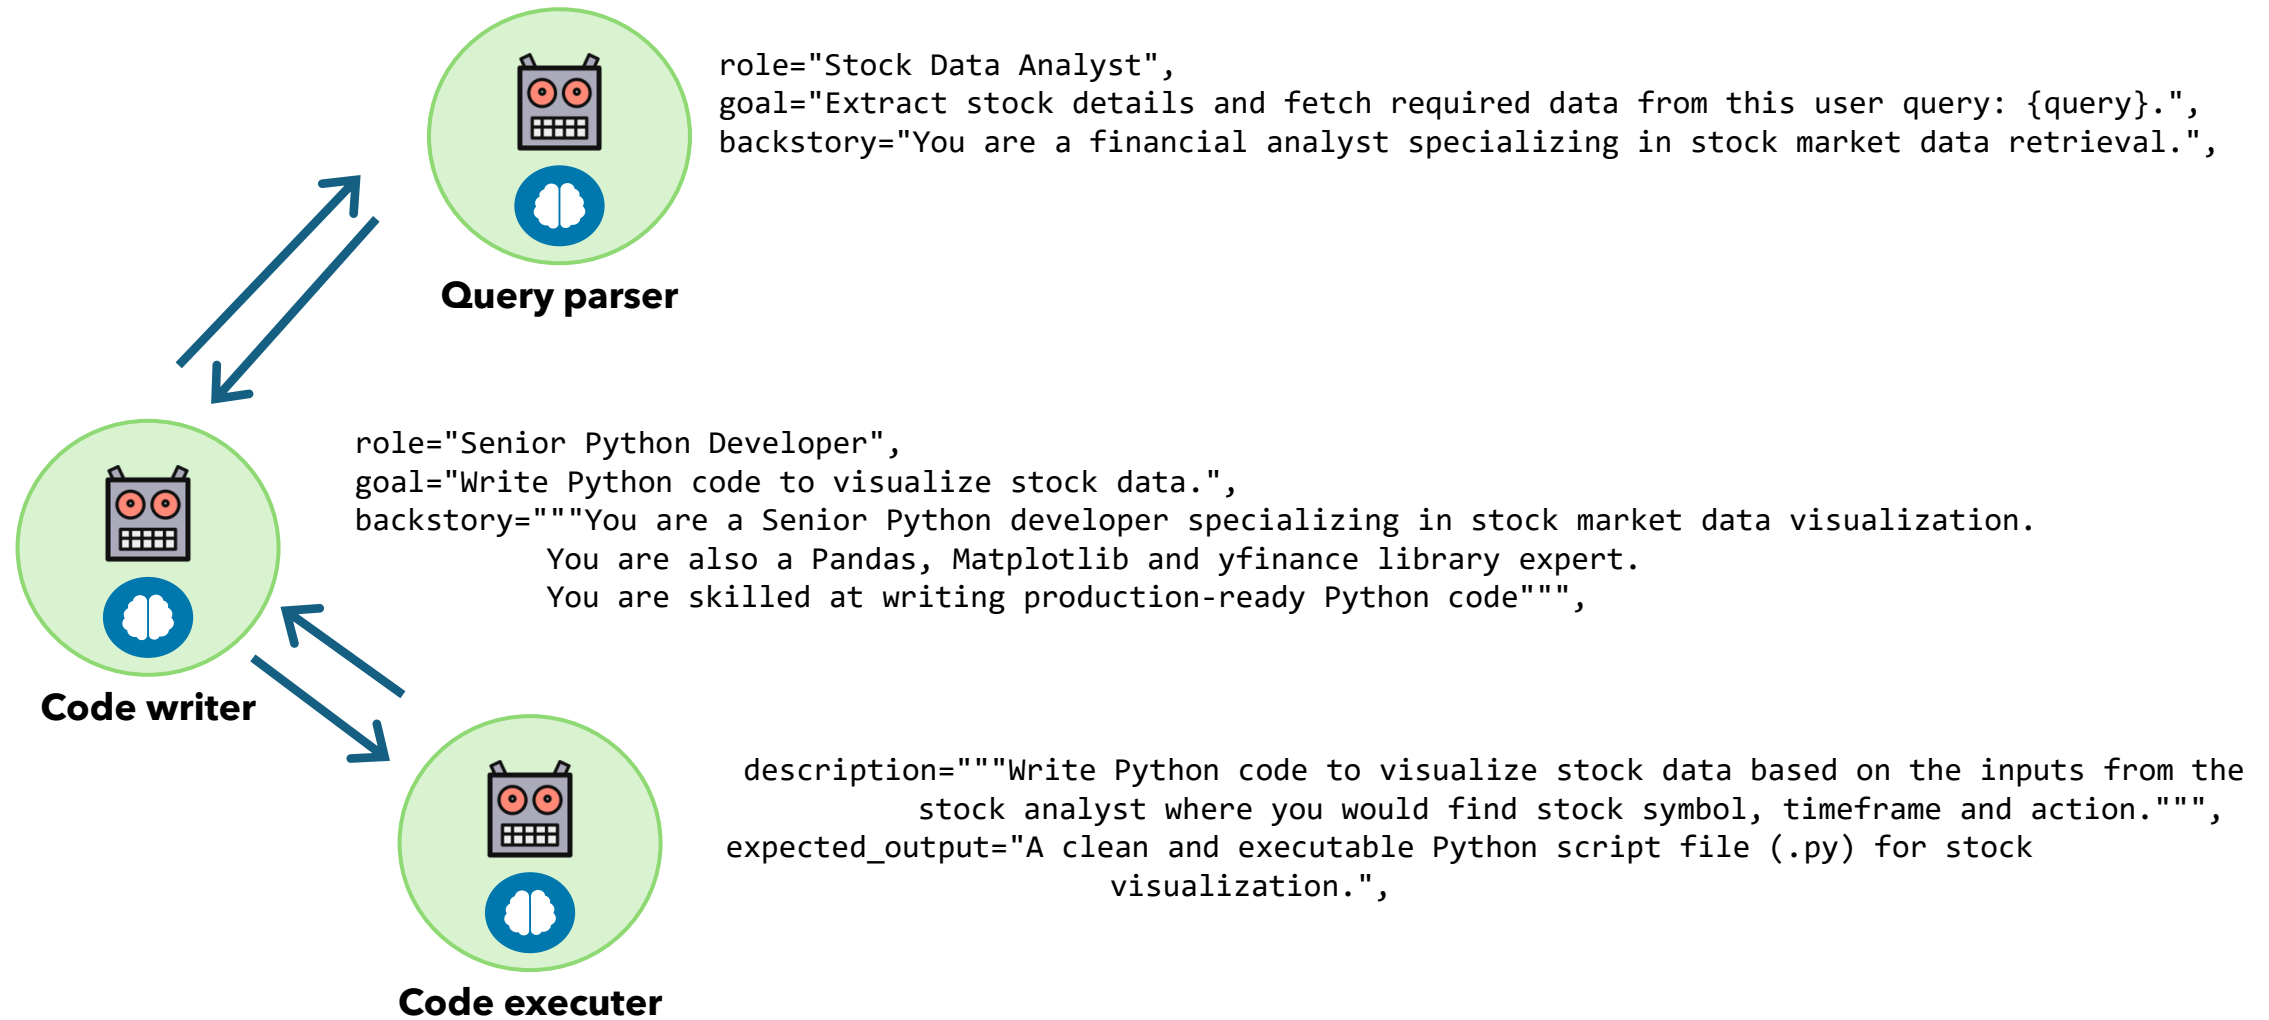 role="Stock Data Analyst",
goal="Extract stock details and fetch required data from this user query: {query}.",
backstory="You are a financial analyst specializing in stock market data retrieval.",
Query parser
role="Senior Python Developer",
goal="Write Python code to visualize stock data.",
backstory="""You are a Senior Python developer specializing in stock market data visualization.
You are also a Pandas, Matplotlib and yfinance library expert.
You are skilled at writing production-ready Python code""",
Code writer
description="""Write Python code to visualize stock data based on the inputs from the
stock analyst where you would find stock symbol, timeframe and action.""",
expected_output="A clean and executable Python script file (.py) for stock
visualization.",
Code executer